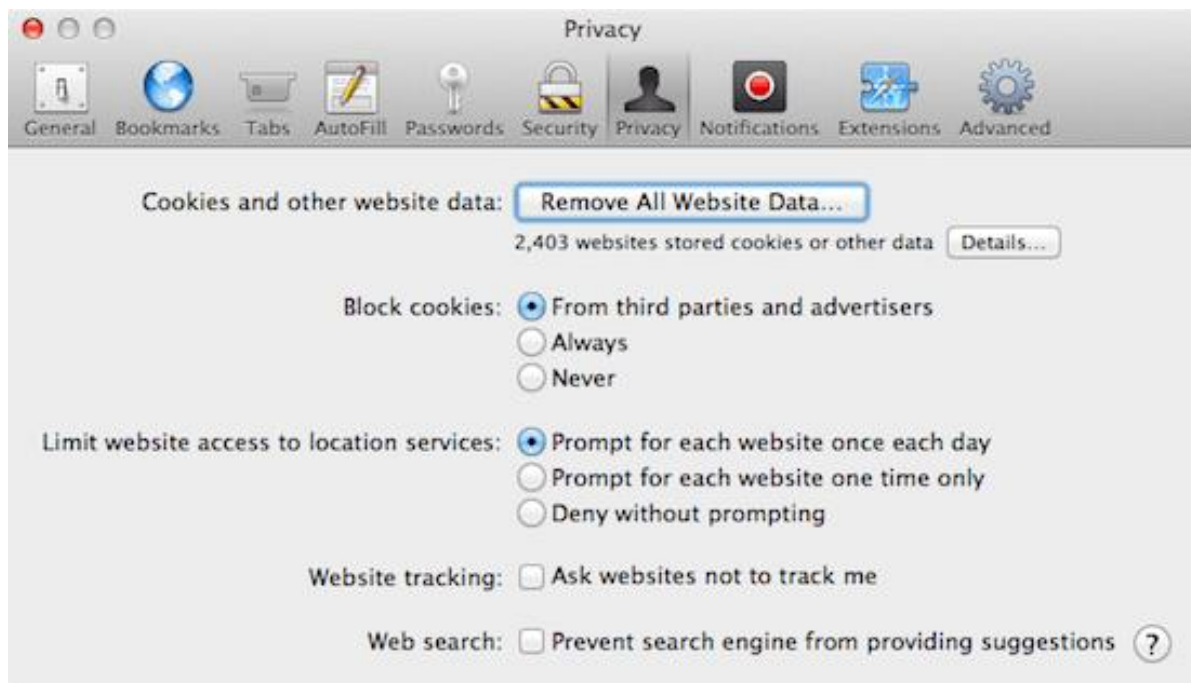 Privacy
General Bookmarks Tabs AutoFill Passwords Security Privacy Notifications Extensions Advanced
Cookies and other website data: Remove All Website Data...
2,403 websites stored cookies or other data Details...
Block cookies: From third parties and advertisers
Always
Never
Limit website access to location services: Prompt for each website once each day
Prompt for each website one time only
Deny without prompting
Website tracking: Ask websites not to track me
Web search: Prevent search engine from providing suggestions ?